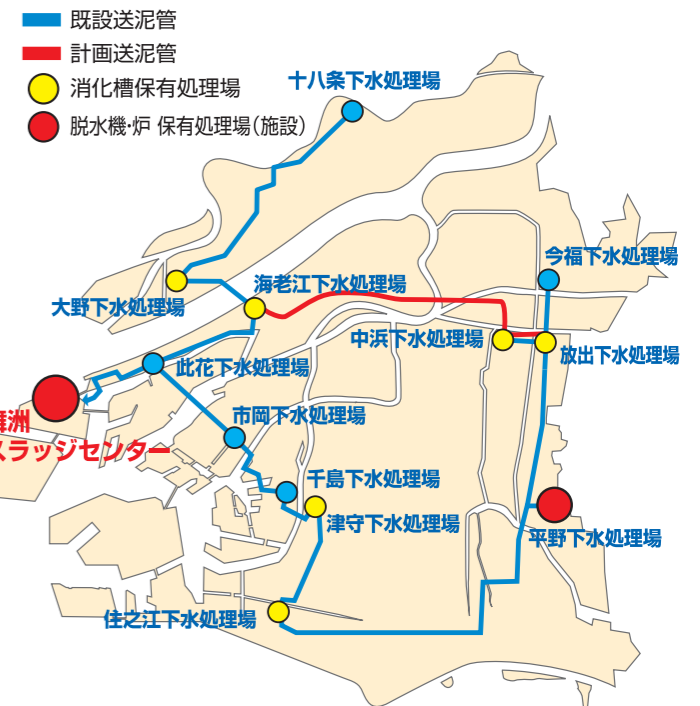 既設送泥管
計画送泥管
消化槽保有処理場
脱水機・炉 保有処理場(施設)
十八条下水処理場
今福下水処理場
海老江下水処理場
大野下水処理場
中浜下水処理場
放出下水処理場
此花下水処理場
市岡下水処理場
舞洲
スラッジセンター
千島下水処理場
津守下水処理場
平野下水処理場
住之江下水処理場